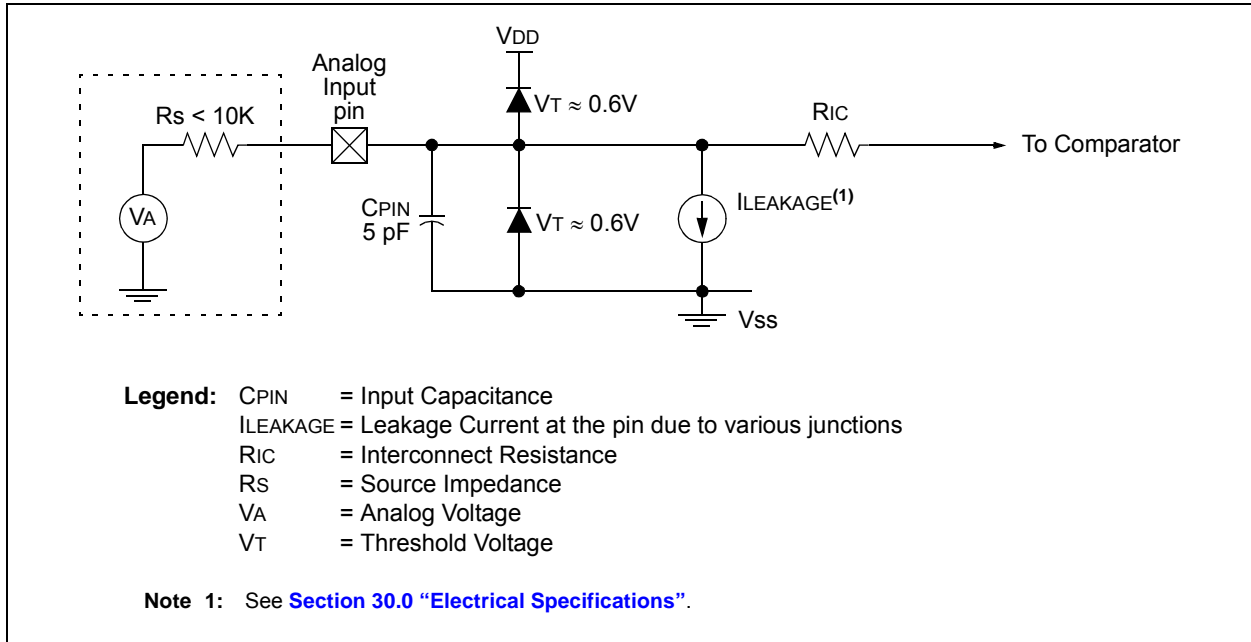 VDD
Analog
Input
pin
Rs < 10K
VT ≈ 0.6V
RIC
To Comparator
VA
CPIN
5 pF
VT ≈ 0.6V
ILEAKAGE(1)
Vss
Legend: CPIN = Input Capacitance
ILEAKAGE = Leakage Current at the pin due to various junctions
RIC = Interconnect Resistance
RS = Source Impedance
VA = Analog Voltage
VT = Threshold Voltage
Note 1: See Section 30.0 “Electrical Specifications”.